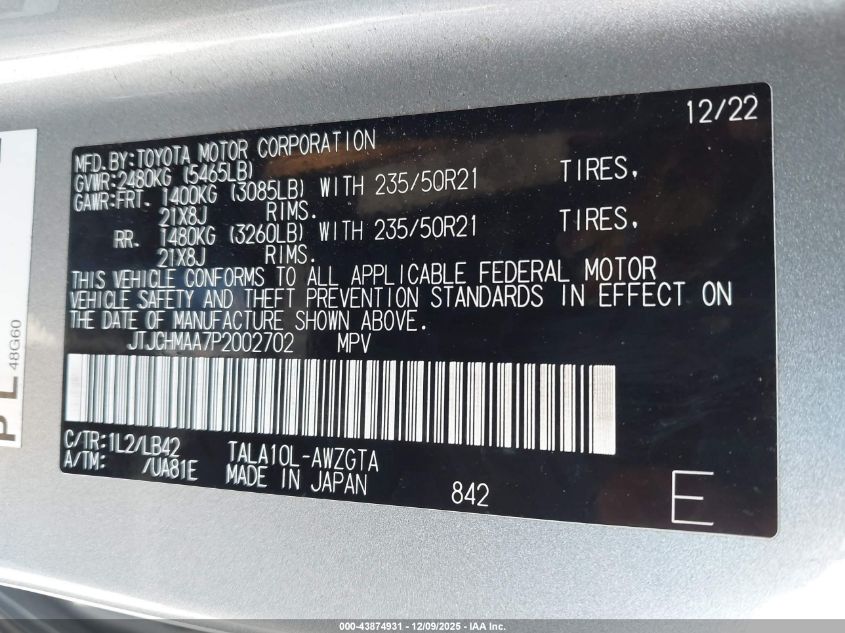 12/22
MFD.BY:TOYOTA MOTOR CORPORATION
GVWR:2480KG (5465LB)
GAWR:FRT. 1400KG (3085LB) WITH 235/50R21 TIRES,
21X8J RIMS.
RR. 1480KG (3260LB) WITH 235/50R21 TIRES,
21X8J RIMS.
THIS VEHICLE CONFORMS TO ALL APPLICABLE FEDERAL MOTOR
VEHICLE SAFETY AND THEFT PREVENTION STANDARDS IN EFFECT ON
THE DATE OF MANUFACTURE SHOWN ABOVE.
JTJCHMAA7P2002702 MPV
C/TR:1L2/LB42 TALA10L-AWZGTA
A/TM: /UA81E MADE IN JAPAN 842
E
PL
48G60
000-43874931 - 12/09/2025 - IAA Inc.